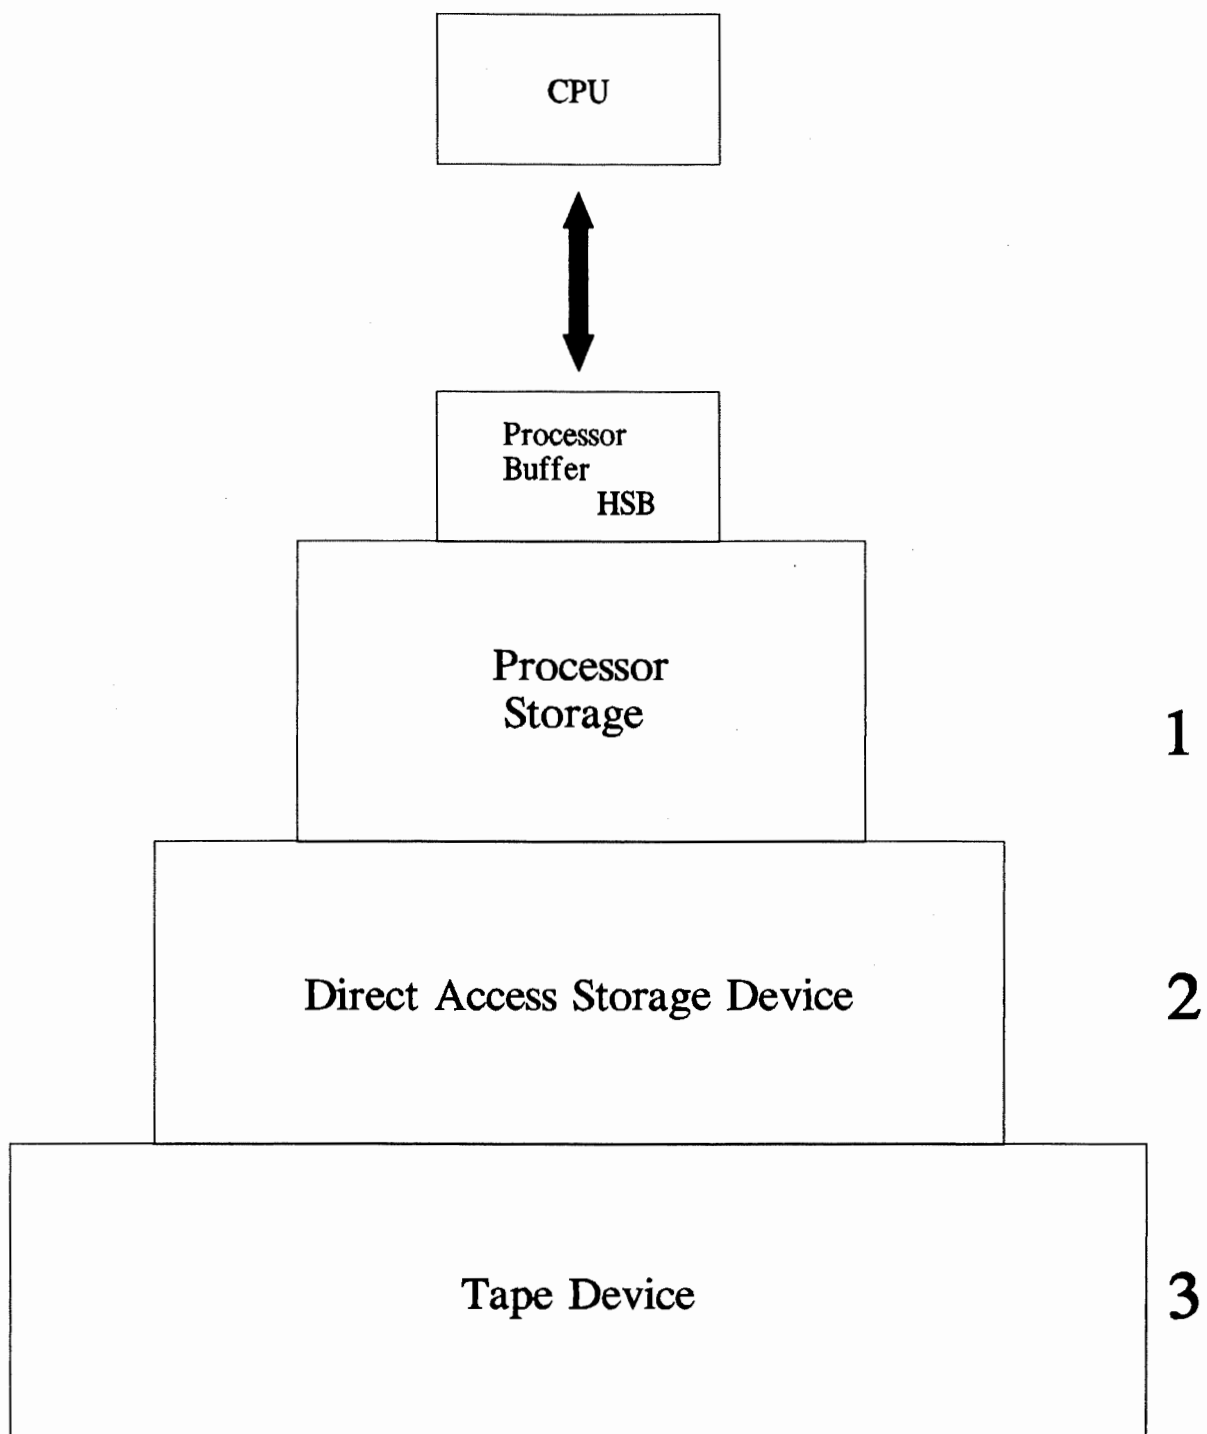 CPU
Processor
Buffer
HSB
Processor
Storage
1
Direct Access Storage Device
2
Tape Device
3